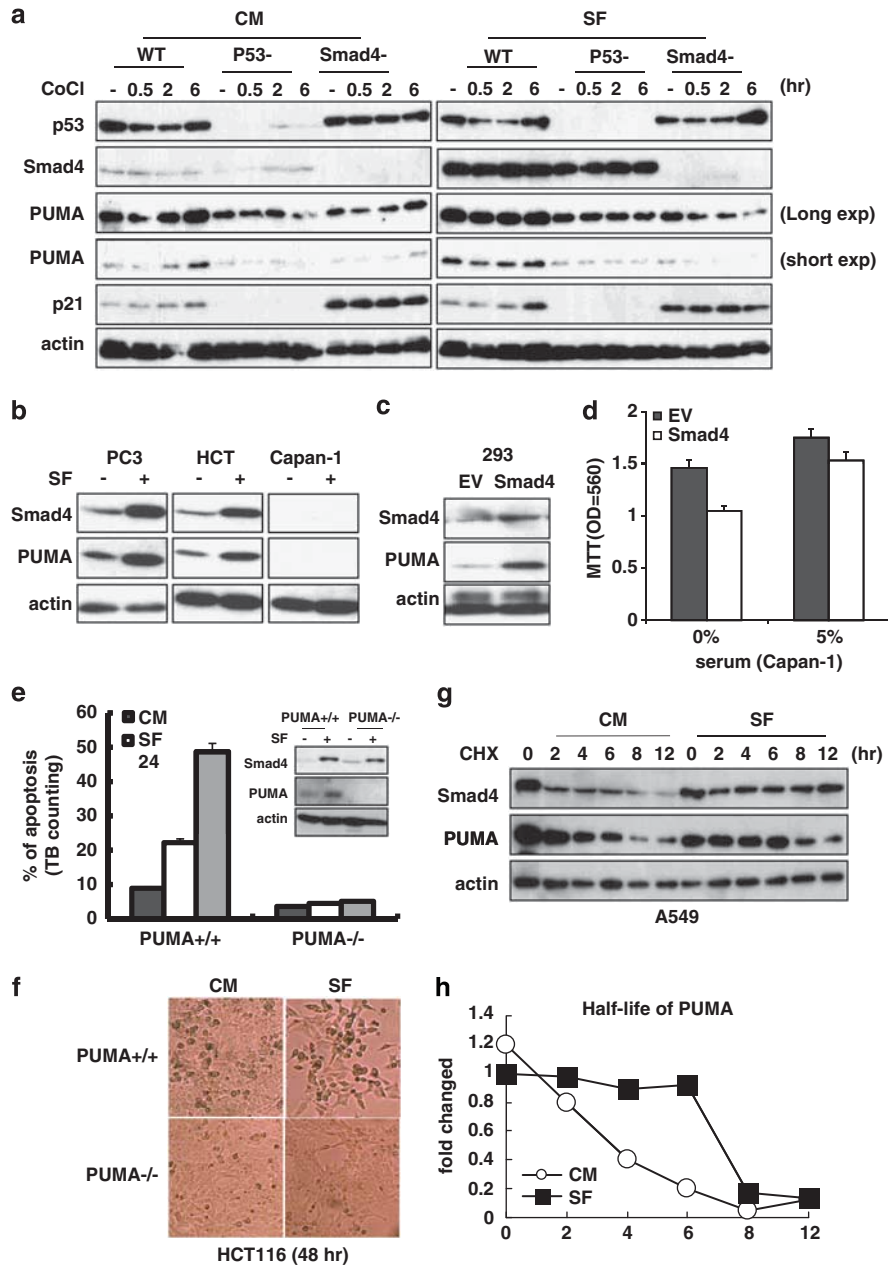 a
CM SF
WT P53- Smad4- WT P53- Smad4-
CoCl - 0.5 2 6 - 0.5 2 6 - 0.5 2 6 - 0.5 2 6 - 0.5 2 6 - 0.5 2 6 (hr)
p53
Smad4
PUMA (Long exp)
PUMA (short exp)
p21
actin
b
PC3 HCT Capan-1
SF - + - + - +
Smad4
PUMA
actin
c
293
EV Smad4
Smad4
PUMA
actin
d
EV
Smad4
MTT(OD=560)
2
1.5
1
0.5
0
0% 5%
serum (Capan-1)
e
CM
SF
24
% of apoptosis
(TB counting)
60
50
40
30
20
10
0
PUMA+/+ PUMA-/-
PUMA+/+ PUMA-/-
SF - + - +
Smad4
PUMA
actin
g
CM SF
CHX 0 2 4 6 8 12 0 2 4 6 8 12 (hr)
Smad4
PUMA
actin
A549
f
CM SF
PUMA+/+
PUMA-/-
HCT116 (48 hr)
h
Half-life of PUMA
fold changed
1.4
1.2
1
0.8
0.6
0.4
0.2
0
CM
SF
0 2 4 6 8 12